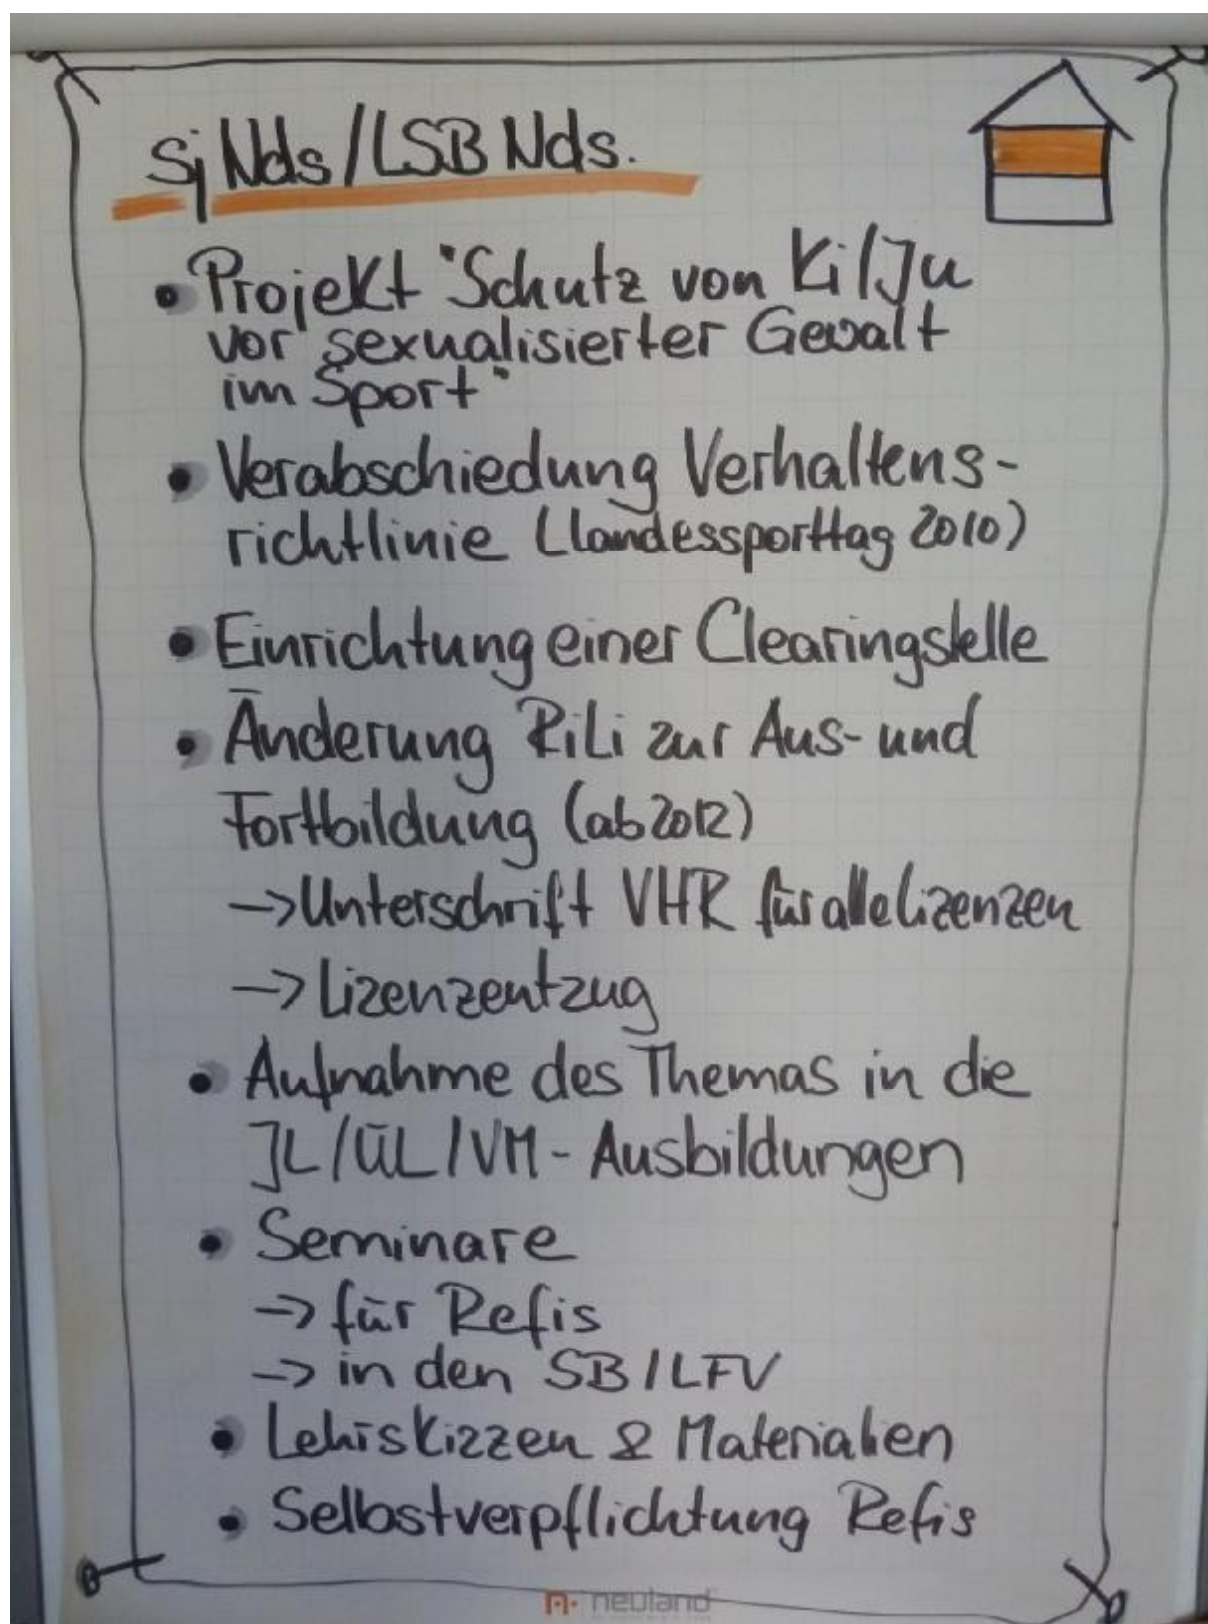 Sj Nds/LSB Nds.
• Projekt "Schutz von Ki/Ju
vor sexualisierter Gewalt
im Sport"
• Verabschiedung Verhaltens-
richtlinie (Landessporttag 2010)
• Einrichtung einer Clearingstelle
• Änderung RiLi zur Aus- und
Fortbildung (ab 2012)
→ Unterschrift VHR für alle Lizenzen
→ Lizenzentzug
• Aufnahme des Themas in die
JL/ÜL/VM - Ausbildungen
• Seminare
→ für Refis
→ in den SB/LFV
• Lehrskizzen & Materialien
• Selbstverpflichtung Refis
n· neuland